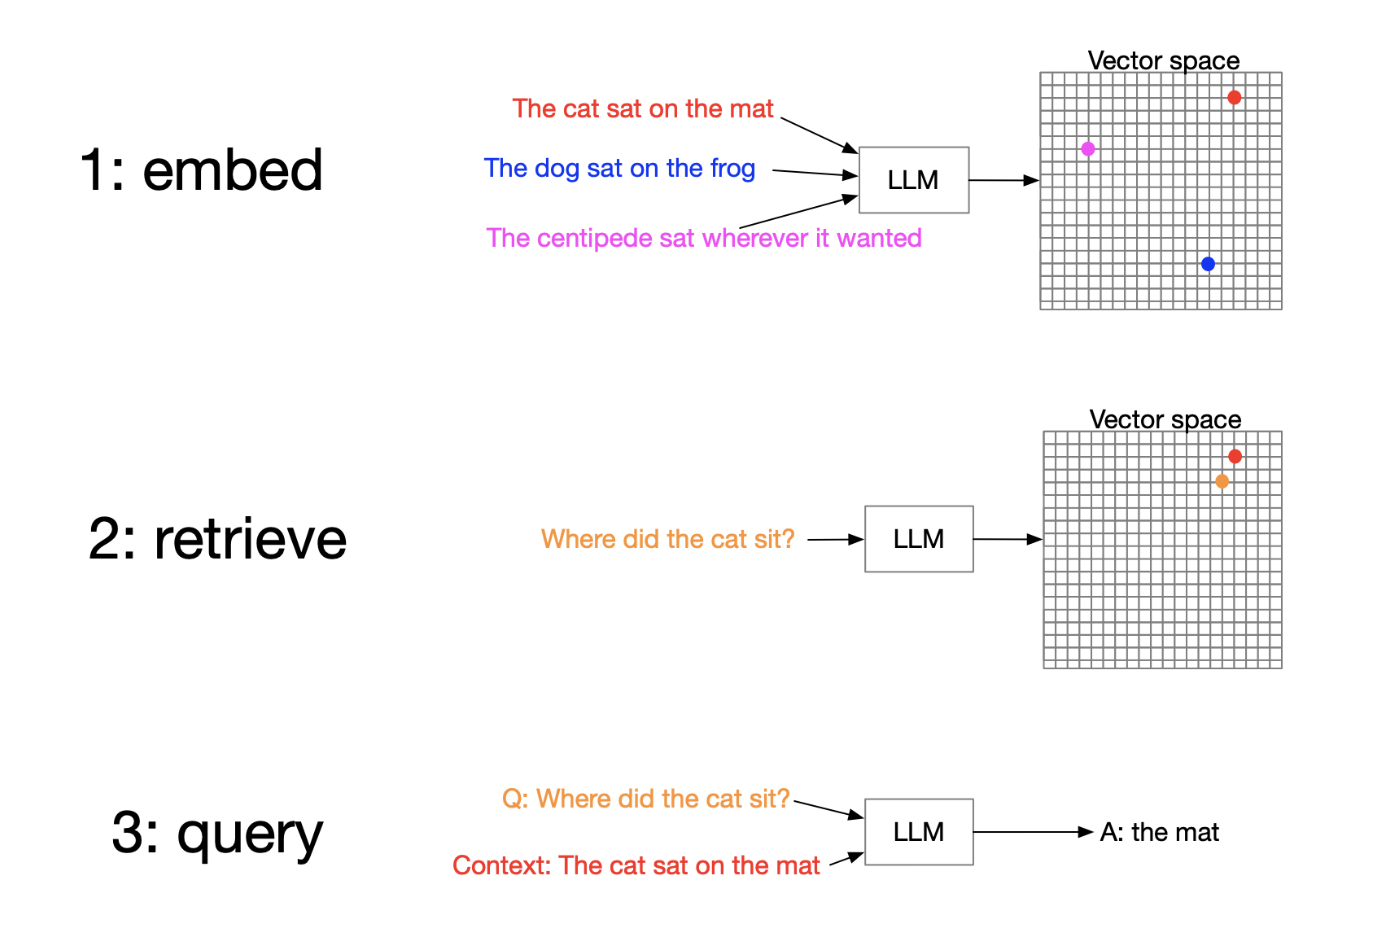 Vector space
The cat sat on the mat
1: embed
The dog sat on the frog
LLM
The centipede sat wherever it wanted
Vector space
2: retrieve
Where did the cat sit?
LLM
Q: Where did the cat sit?
3: query
LLM
A: the mat
Context: The cat sat on the mat